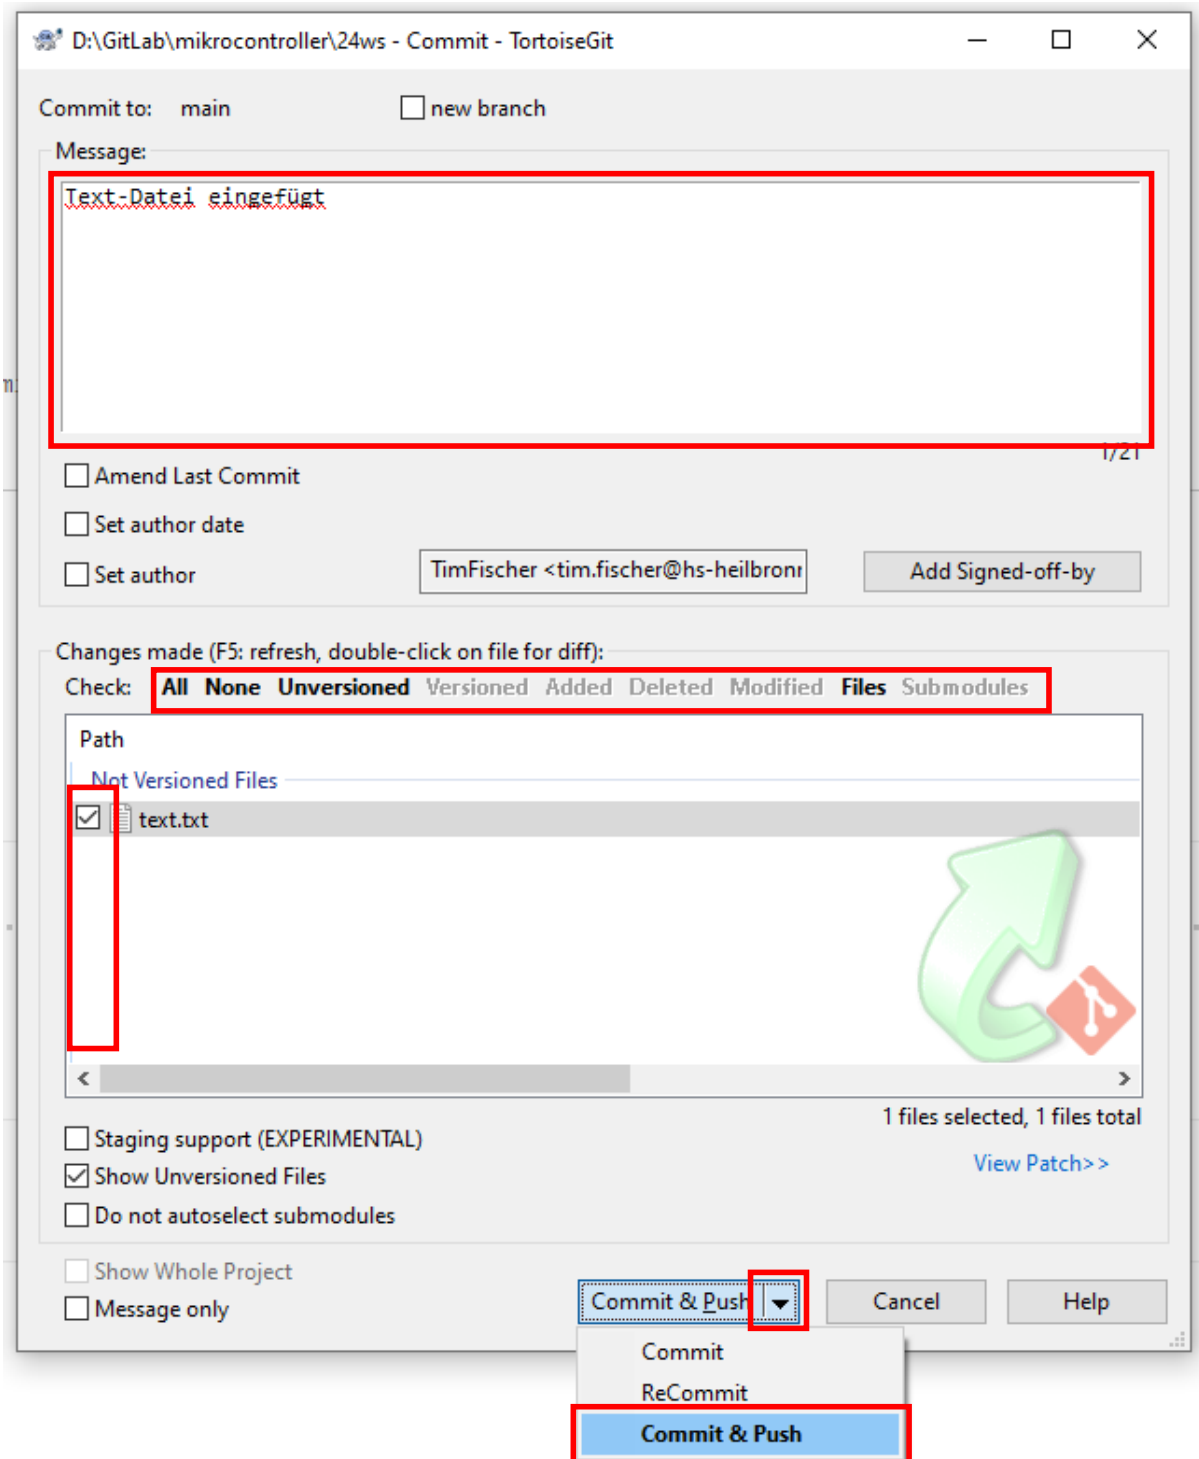 D:\GitLab\mikrocontroller\24ws - Commit - TortoiseGit
Commit to: main new branch
Message:
Text-Datei eingefügt
1/21
Amend Last Commit
Set author date
Set author TimFischer <tim.fischer@hs-heilbronn Add Signed-off-by
Changes made (F5: refresh, double-click on file for diff):
Check: All None Unversioned Versioned Added Deleted Modified Files Submodules
Path
Not Versioned Files
text.txt
1 files selected, 1 files total
Staging support (EXPERIMENTAL)
View Patch>>
Show Unversioned Files
Do not autoselect submodules
Show Whole Project
Message only
Commit & Push Cancel Help
Commit
ReCommit
Commit & Push